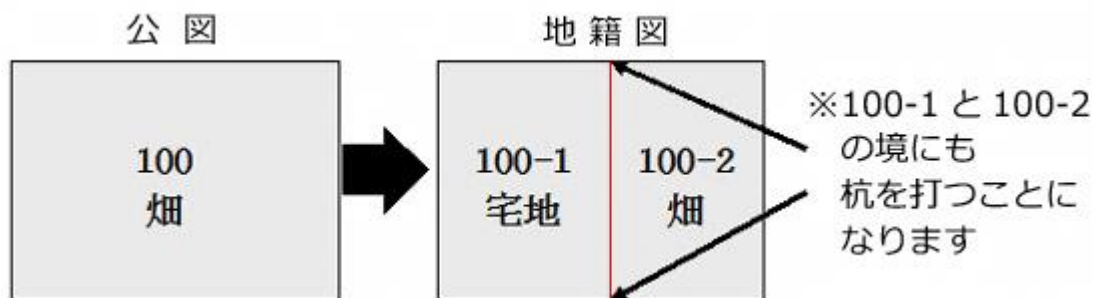 公 図
地 籍 図
100
畑
100-1
宅地
100-2
畑
※100-1 と 100-2
の境にも
杭を打つことに
なります